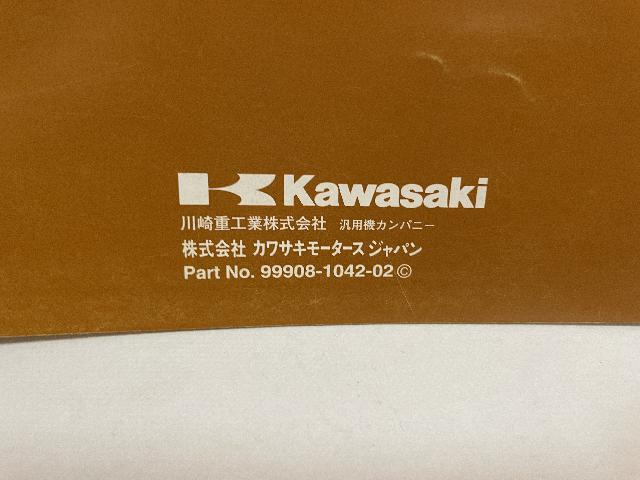 Kawasaki
川崎重工業株式会社 汎用機カンパニー
株式会社 カワサキモータース ジャパン
Part No. 99908-1042-02 ©